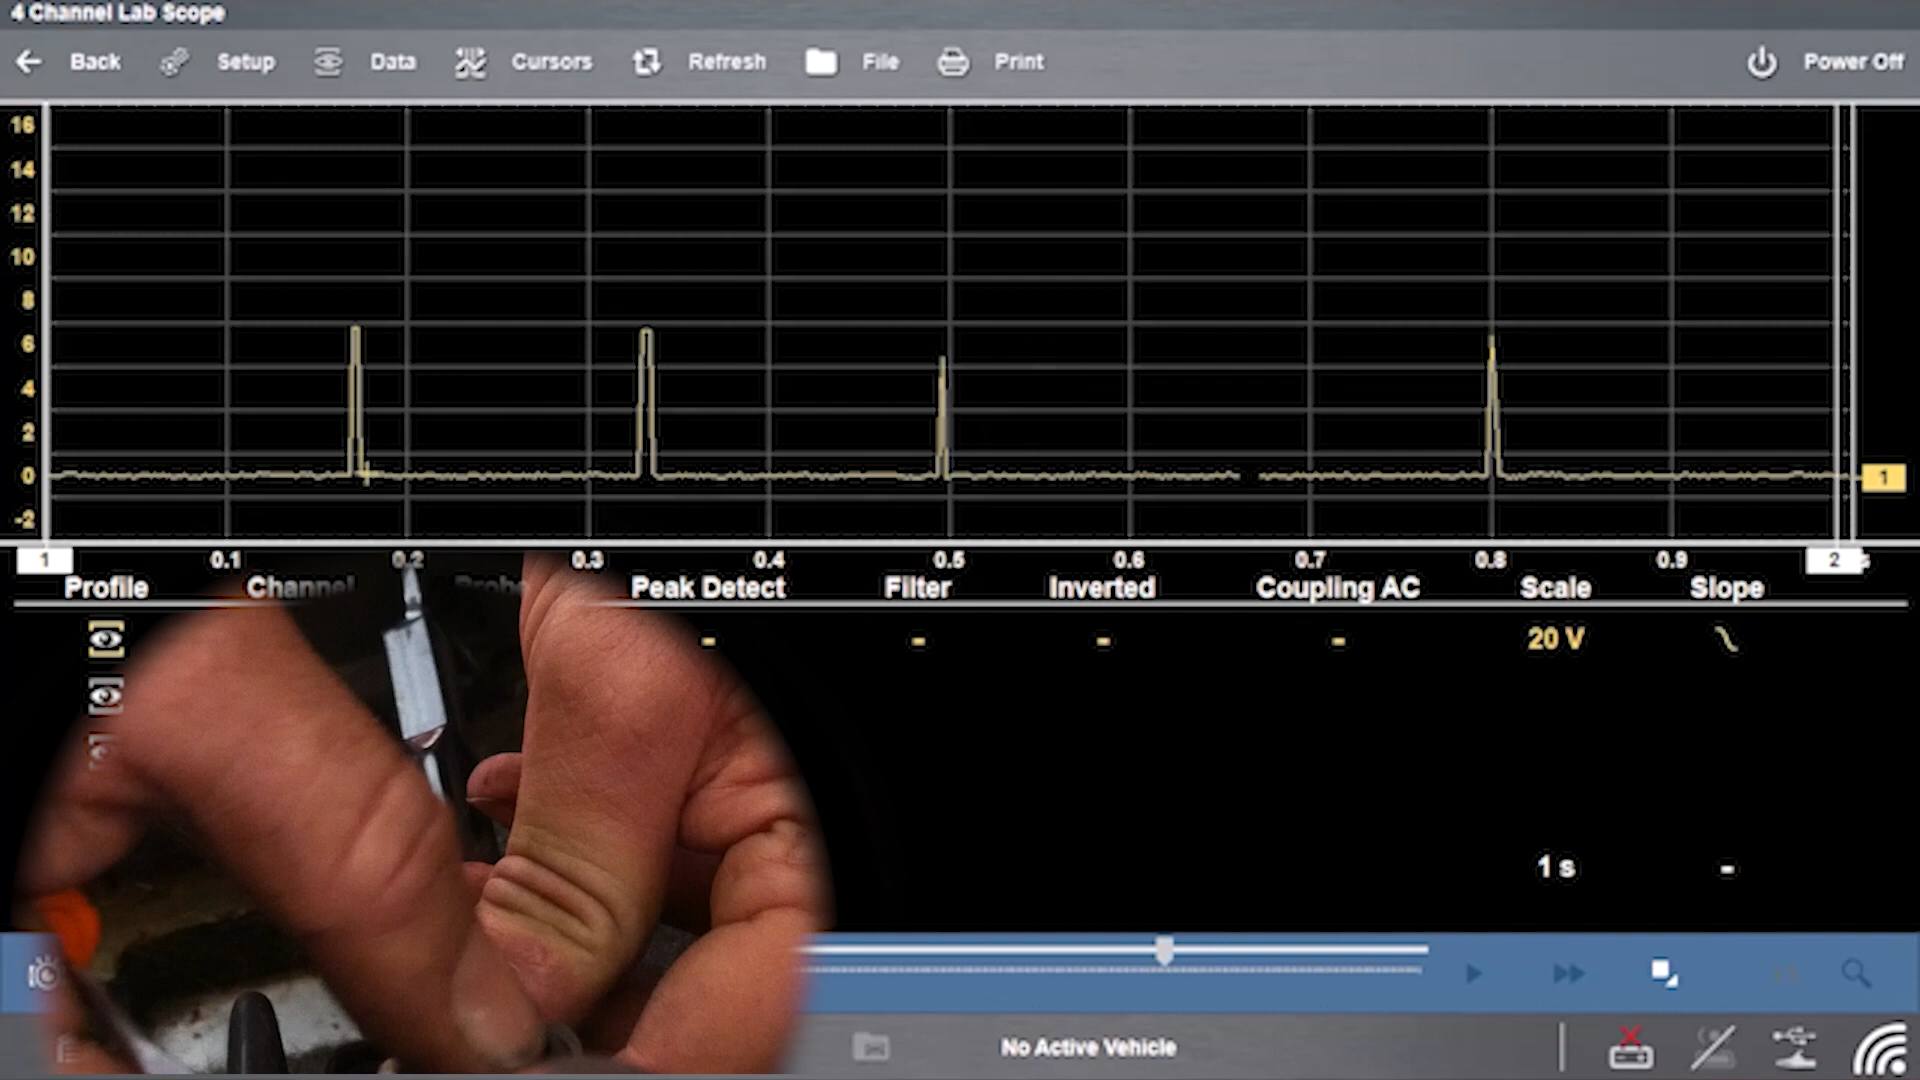 4 Channel Lab Scope
Back Setup Data Cursors Refresh File Print Power Off
16
14
12
10
8
6
4
2
0
-2
1
1 0.1 0.2 0.3 0.4 0.5 0.6 0.7 0.8 0.9 2 s
Profile Channel Probe Peak Detect Filter Inverted Coupling AC Scale Slope
- - - - 20 V
1 s -
No Active Vehicle